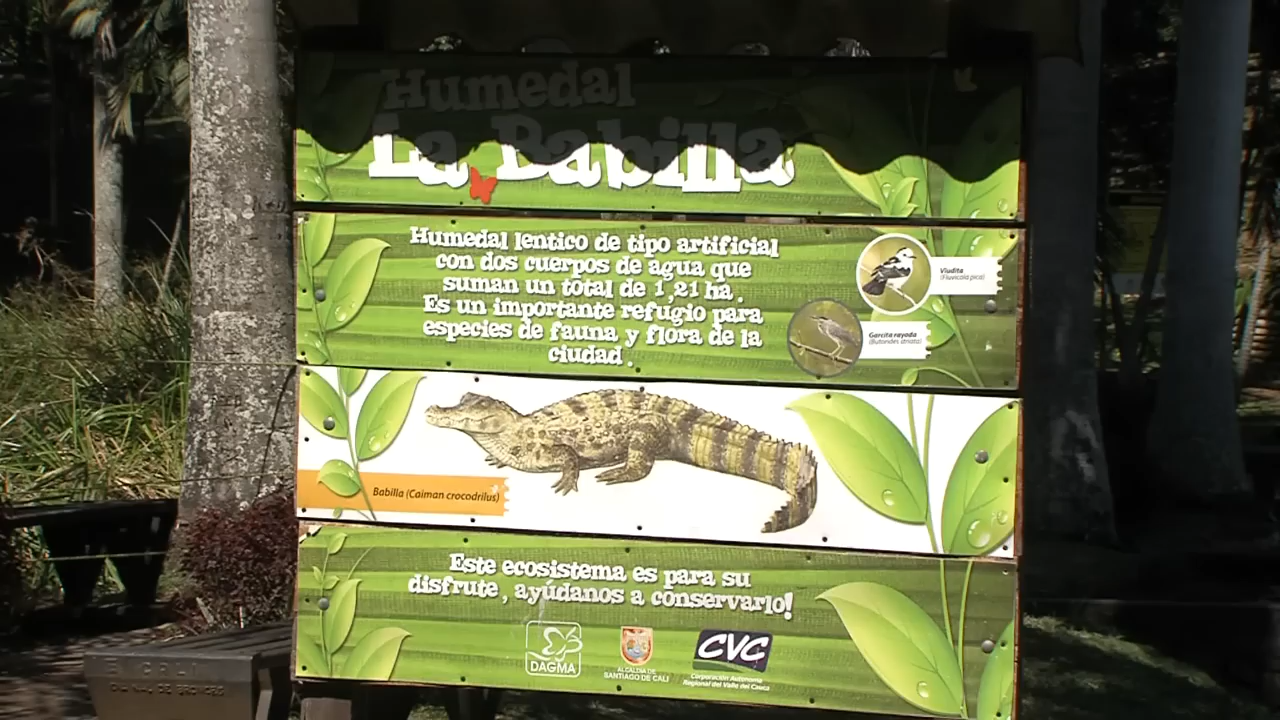 Humedal
La Babilla
Humedal lentico de tipo artificial
con dos cuerpos de agua que
suman un total de 1,21 ha.
Es un importante refugio para
especies de fauna y flora de la
ciudad.
Viudita
(Fluvicola pica)
Garcita rayada
(Butorides striata)
Babilla (Caiman crocodrilus)
Este ecosistema es para su
disfrute, ayúdanos a conservarlo!
DAGMA
ALCALDÍA DE
SANTIAGO DE CALI
CVC
Corporación Autónoma
Regional del Valle del Cauca